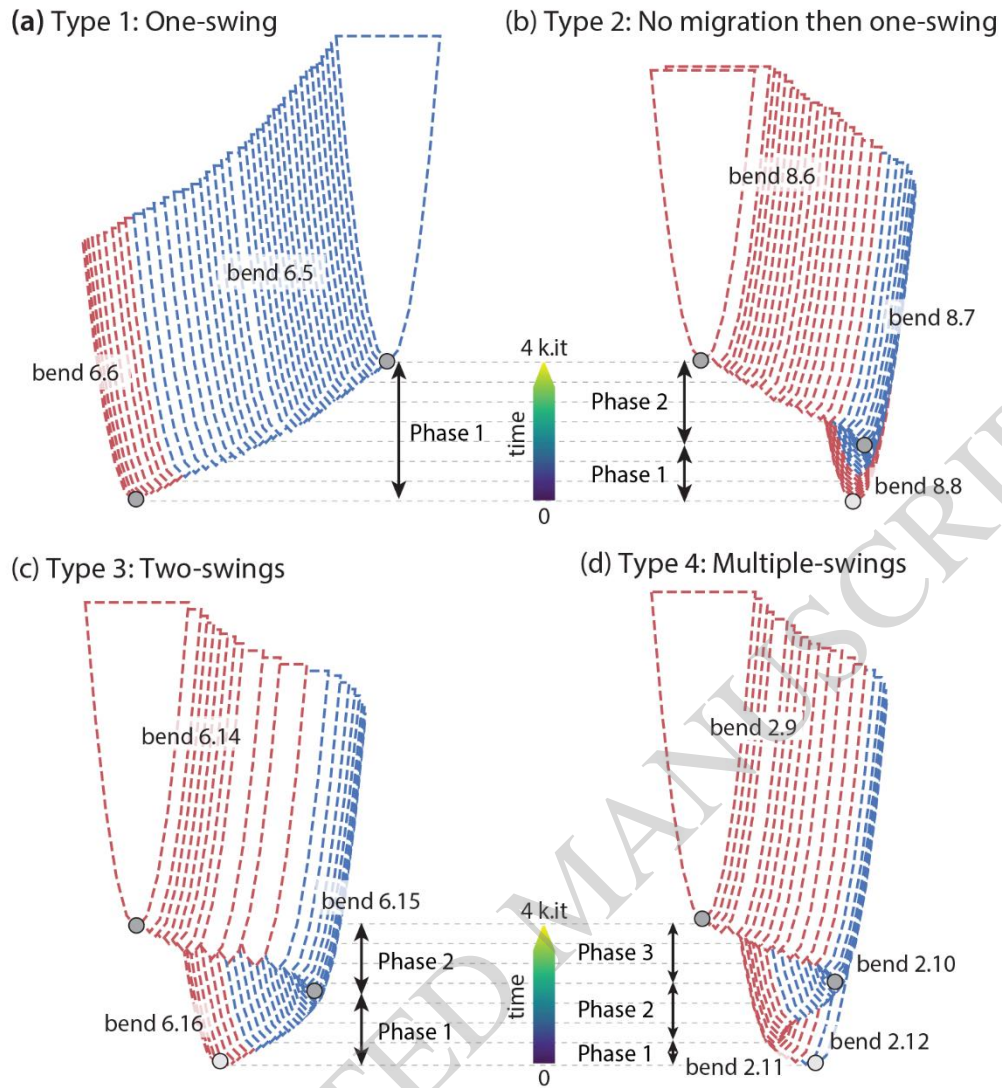 (a) Type 1: One-swing
(b) Type 2: No migration then one-swing
bend 8.6
bend 6.5
bend 8.7
bend 6.6
4 k.it
Phase 2
Phase 1
time
Phase 1
bend 8.8
0
(c) Type 3: Two-swings
(d) Type 4: Multiple-swings
bend 6.14
bend 2.9
bend 6.15
4 k.it
Phase 2
Phase 3
bend 2.10
time
Phase 2
bend 6.16
Phase 1
Phase 1
bend 2.12
bend 2.11
0
TED MANUSCRI